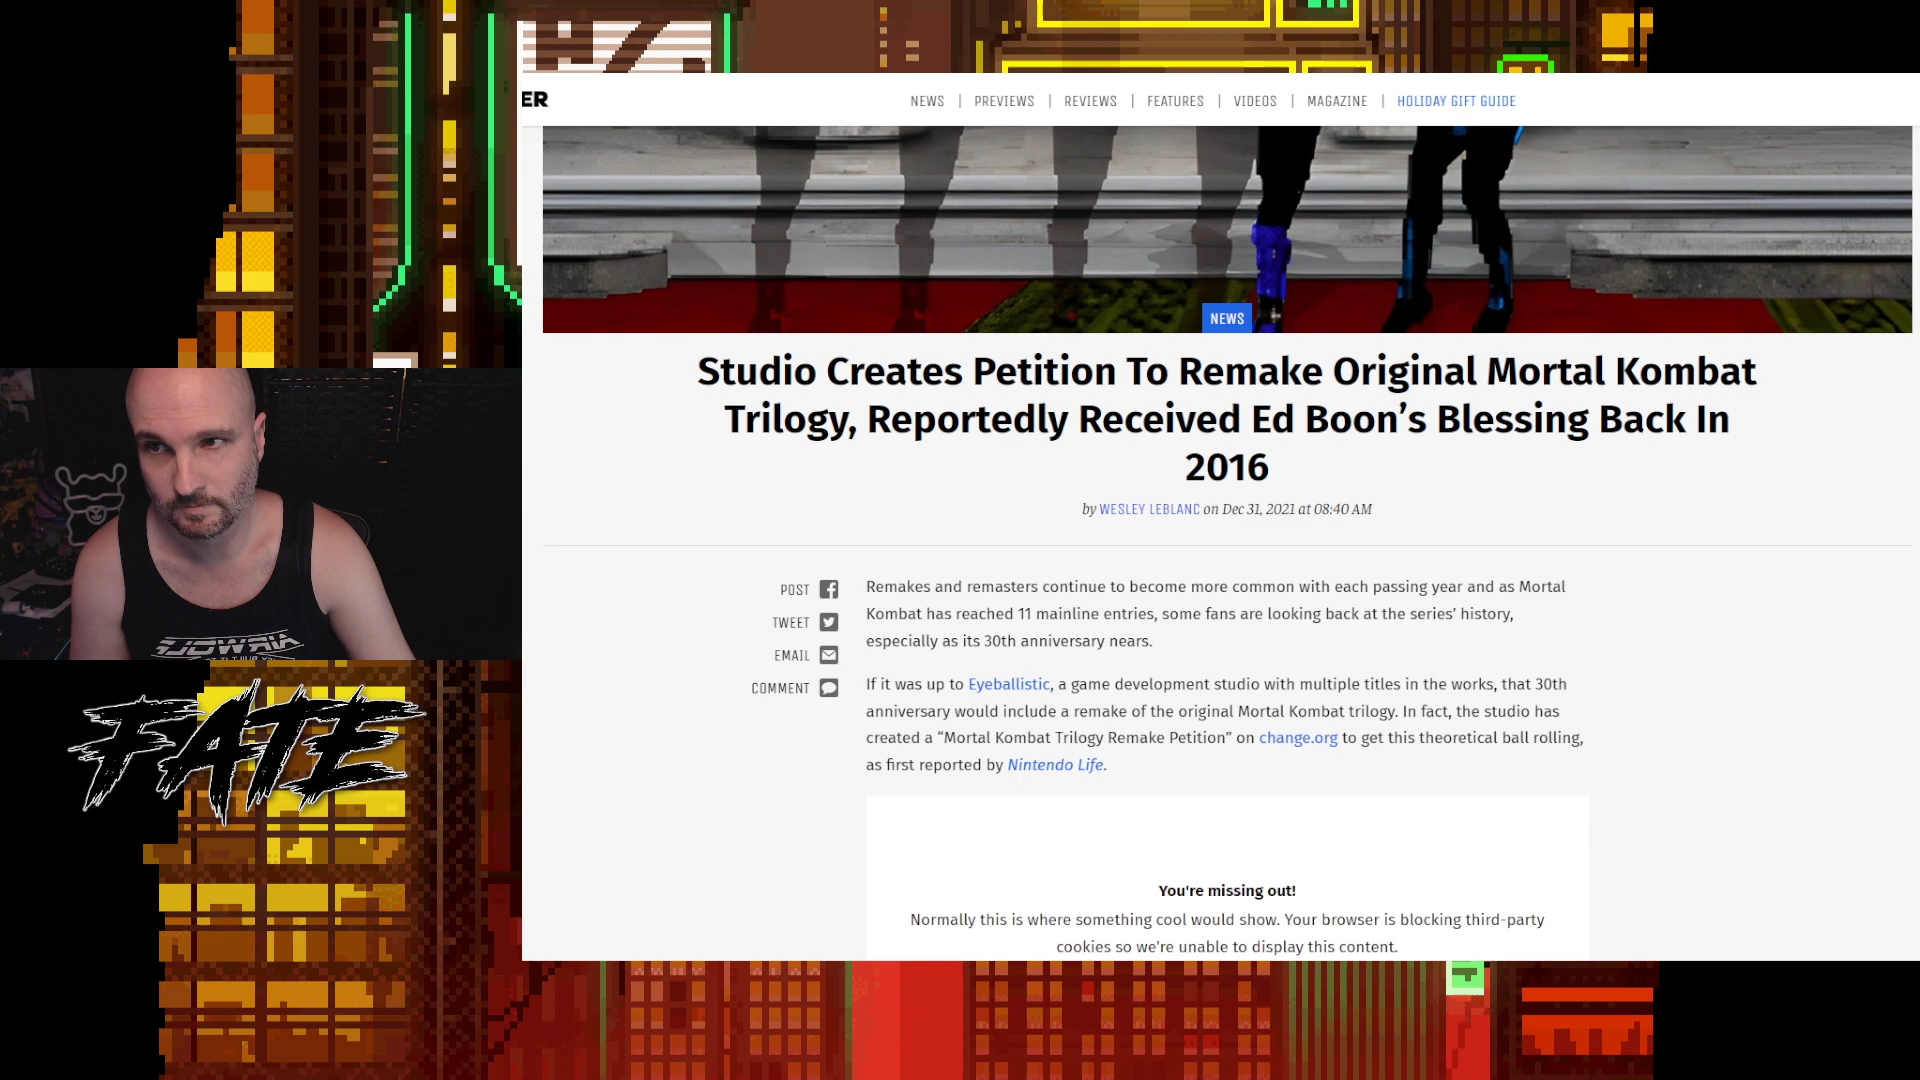 ER
NEWS | PREVIEWS | REVIEWS | FEATURES | VIDEOS | MAGAZINE | HOLIDAY GIFT GUIDE
NEWS
Studio Creates Petition To Remake Original Mortal Kombat
Trilogy, Reportedly Received Ed Boon’s Blessing Back In
2016
by WESLEY LEBLANC on Dec 31, 2021 at 08:40 AM
POST
TWEET
EMAIL
COMMENT
Remakes and remasters continue to become more common with each passing year and as Mortal
Kombat has reached 11 mainline entries, some fans are looking back at the series’ history,
especially as its 30th anniversary nears.
If it was up to Eyeballistic, a game development studio with multiple titles in the works, that 30th
anniversary would include a remake of the original Mortal Kombat trilogy. In fact, the studio has
created a “Mortal Kombat Trilogy Remake Petition” on change.org to get this theoretical ball rolling,
as first reported by Nintendo Life.
You're missing out!
Normally this is where something cool would show. Your browser is blocking third-party
cookies so we're unable to display this content.
FATE